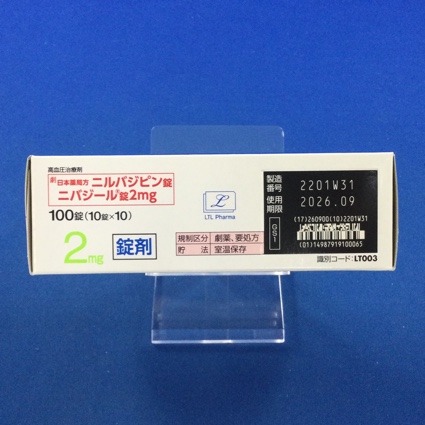 高血圧治療剤
劇 日本薬局方 ニルバジピン錠
ニバジール®錠2mg
100錠(10錠×10)
2mg
錠剤
LTL Pharma
規制区分 劇薬、要処方
貯法 室温保存
製造番号 2201W31
使用期限 2026.09
GS1
(17)260900(10)2201W31
(01)14987919100065
識別コード:LT003